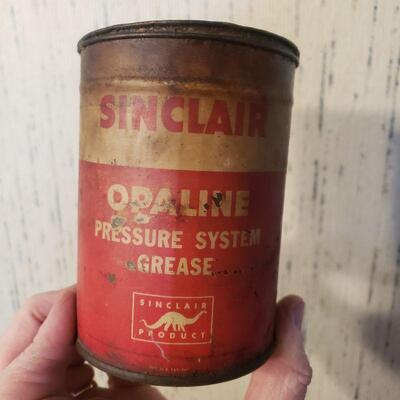 SINCLAIR
OPALINE
PRESSURE SYSTEM
GREASE
SINCLAIR
PRODUCT